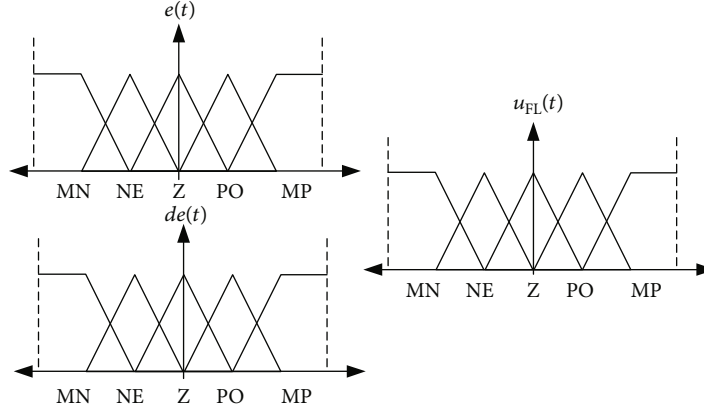 e(t)
MN NE Z PO MP
de(t)
MN NE Z PO MP
u_FL(t)
MN NE Z PO MP